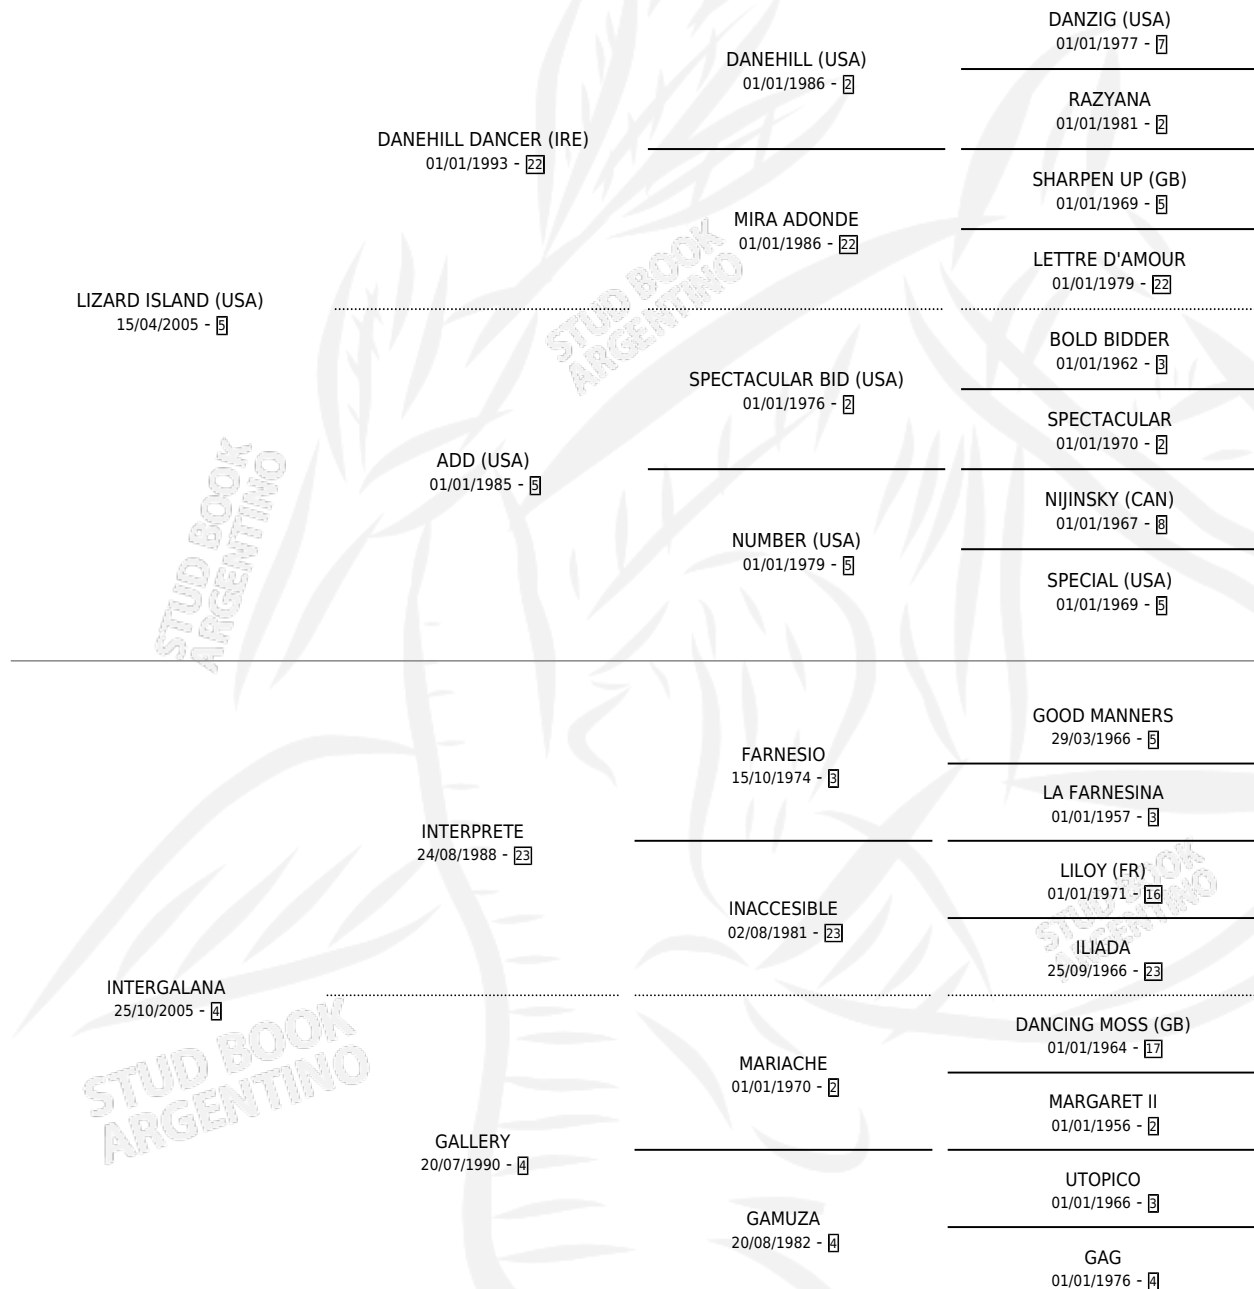 DANZIG (USA)
01/01/1977 - 7
DANEHILL (USA)
01/01/1986 - 2
RAZYANA
01/01/1981 - 2
DANEHILL DANCER (IRE)
01/01/1993 - 22
SHARPEN UP (GB)
01/01/1969 - 5
MIRA ADONDE
01/01/1986 - 22
LETTRE D'AMOUR
01/01/1979 - 22
LIZARD ISLAND (USA)
15/04/2005 - 5
BOLD BIDDER
01/01/1962 - 3
SPECTACULAR BID (USA)
01/01/1976 - 2
SPECTACULAR
01/01/1970 - 2
ADD (USA)
01/01/1985 - 5
NIJINSKY (CAN)
01/01/1967 - 8
NUMBER (USA)
01/01/1979 - 5
SPECIAL (USA)
01/01/1969 - 5
GOOD MANNERS
29/03/1966 - 5
FARNESIO
15/10/1974 - 3
LA FARNESINA
01/01/1957 - 3
INTERPRETE
24/08/1988 - 23
LILOY (FR)
01/01/1971 - 16
INACCESIBLE
02/08/1981 - 23
ILIADA
25/09/1966 - 23
INTERGALANA
25/10/2005 - 4
DANCING MOSS (GB)
01/01/1964 - 17
MARIACHE
01/01/1970 - 2
MARGARET II
01/01/1956 - 2
GALLERY
20/07/1990 - 4
UTOPICO
01/01/1966 - 3
GAMUZA
20/08/1982 - 4
GAG
01/01/1976 - 4
STUD BOOK
ARGENTINO
STUD BOOK
ARGENTINO
STUD BOOK
ARGENTINO
STUD BOOK
ARGENTINO